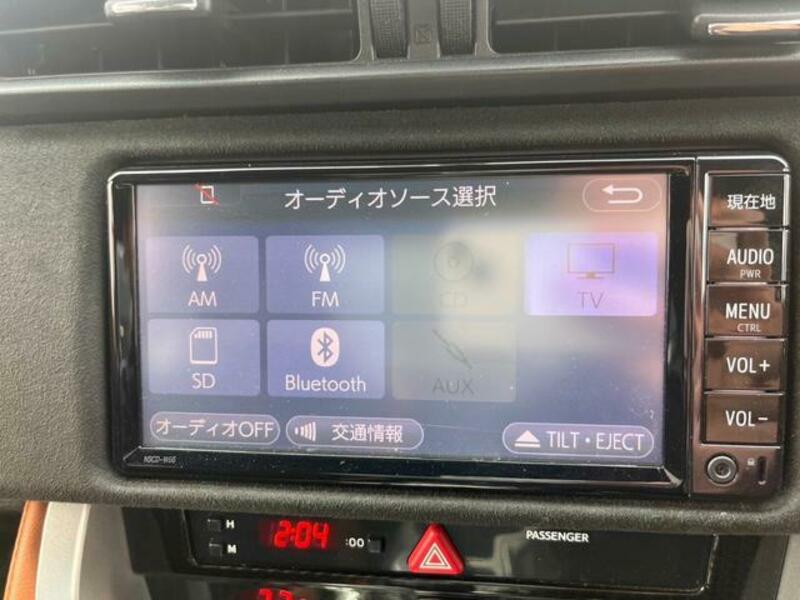 オーディオソース選択
現在地
AM
FM
CD
TV
AUDIO
PWR
SD
Bluetooth
AUX
MENU
CTRL
VOL+
オーディオOFF
交通情報
TILT・EJECT
VOL-
NSCD-W66
H
12:04
:00
M
PASSENGER